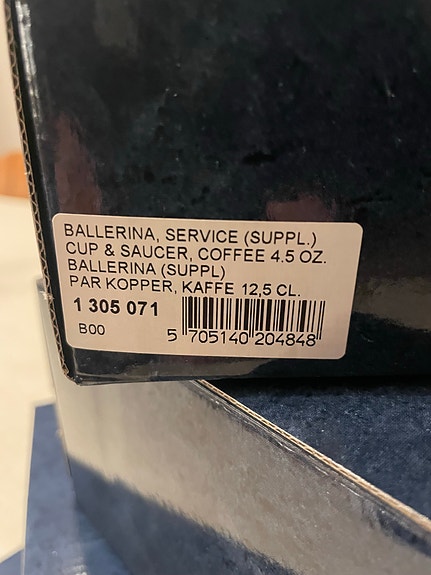 BALLERINA, SERVICE (SUPPL.)
CUP & SAUCER, COFFEE 4.5 OZ.
BALLERINA (SUPPL)
PAR KOPPER, KAFFE 12,5 CL.
1 305 071
B00
5 705140 204848